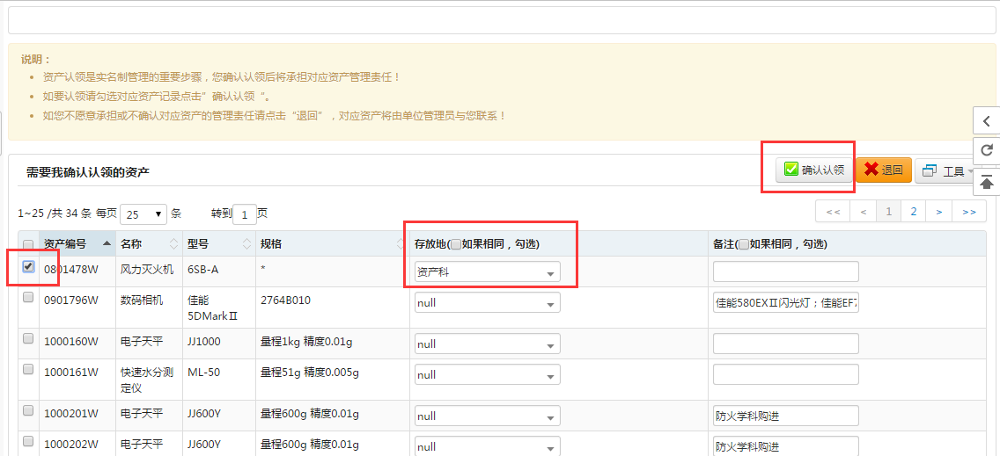 说明：
资产认领是实名制管理的重要步骤，您确认认领后将承担对应资产管理责任！
如要认领请勾选对应资产记录点击”确认认领“。
如您不愿意承担或不确认对应资产的管理责任请点击“退回”，对应资产将由单位管理员与您联系！
需要我确认认领的资产 确认认领 退回 工具
1~25 /共 34 条 每页 25 条 转到 1 页 << < 1 2 > >>
资产编号 名称 型号 规格 存放地(如果相同，勾选) 备注(如果相同，勾选)
0801478W 风力灭火机 6SB-A * 资产科
0901796W 数码相机 佳能 2764B010 null 佳能580EXⅡ闪光灯；佳能EF7
5DMarkⅡ
1000160W 电子天平 JJ1000 量程1kg 精度0.01g null
1000161W 快速水分测 ML-50 量程51g 精度0.005g null
定仪
1000201W 电子天平 JJ600Y 量程600g 精度0.01g null 防火学科购进
1000202W 电子天平 JJ600Y 量程600g 精度0.01g null 防火学科购进